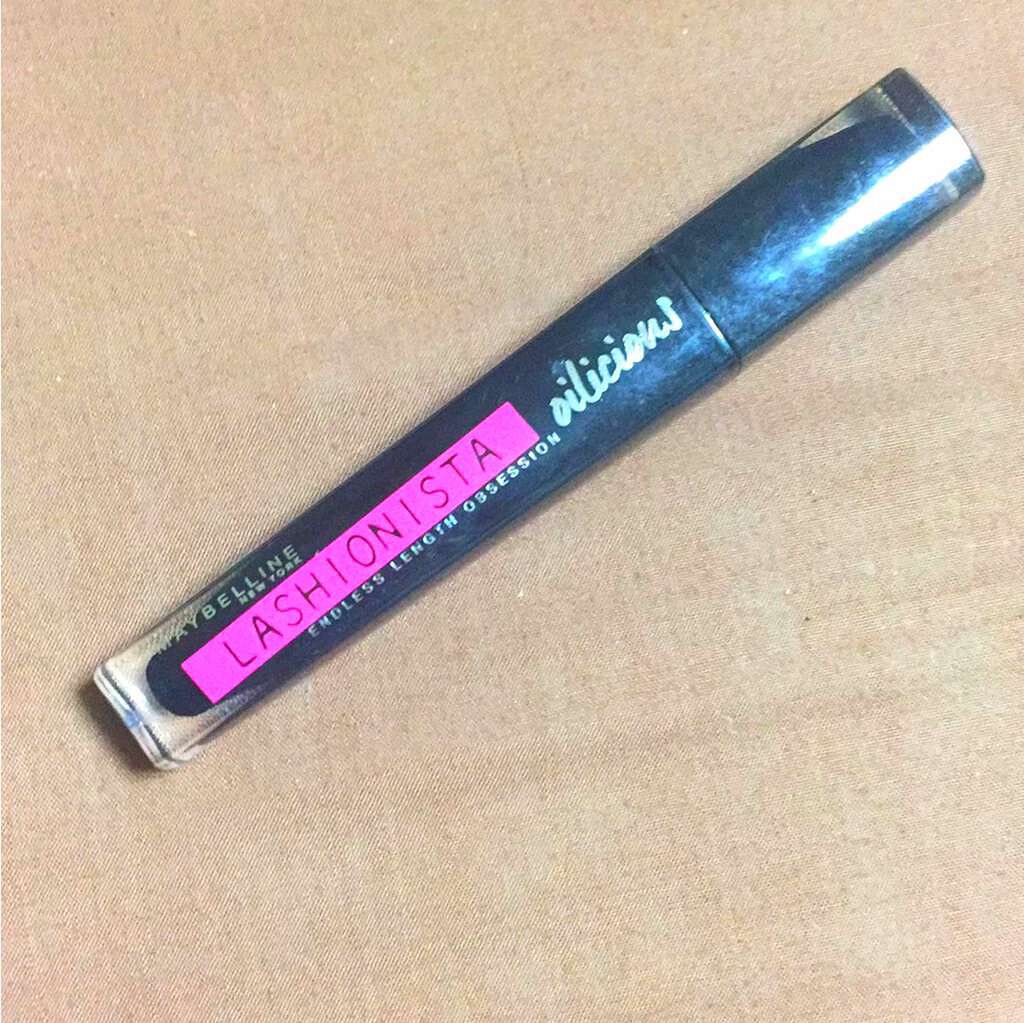 MAYBELLINE
NEW YORK
LASHIONISTA
oilicious
ENDLESS LENGTH OBSESSION